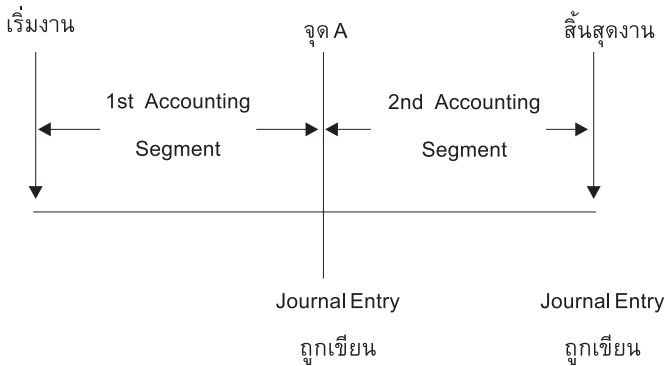 เริ่มงาน
จุด A
สิ้นสุดงาน
1st Accounting
Segment
2nd Accounting
Segment
Journal Entry
ถูกเขียน
Journal Entry
ถูกเขียน